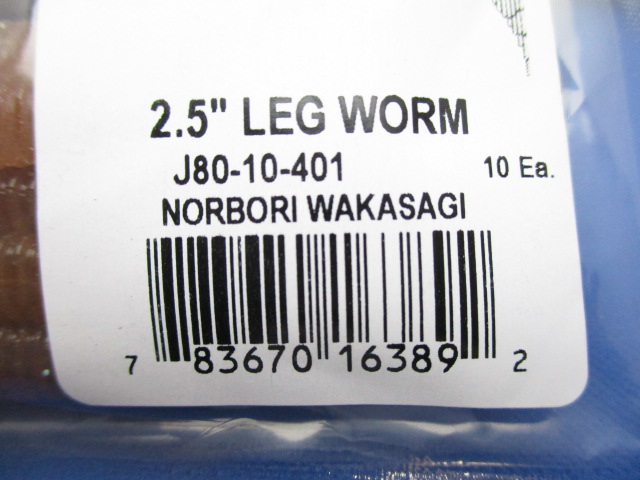 2.5" LEG WORM
J80-10-401 10 Ea.
NORBORI WAKASAGI
7 83670 16389 2